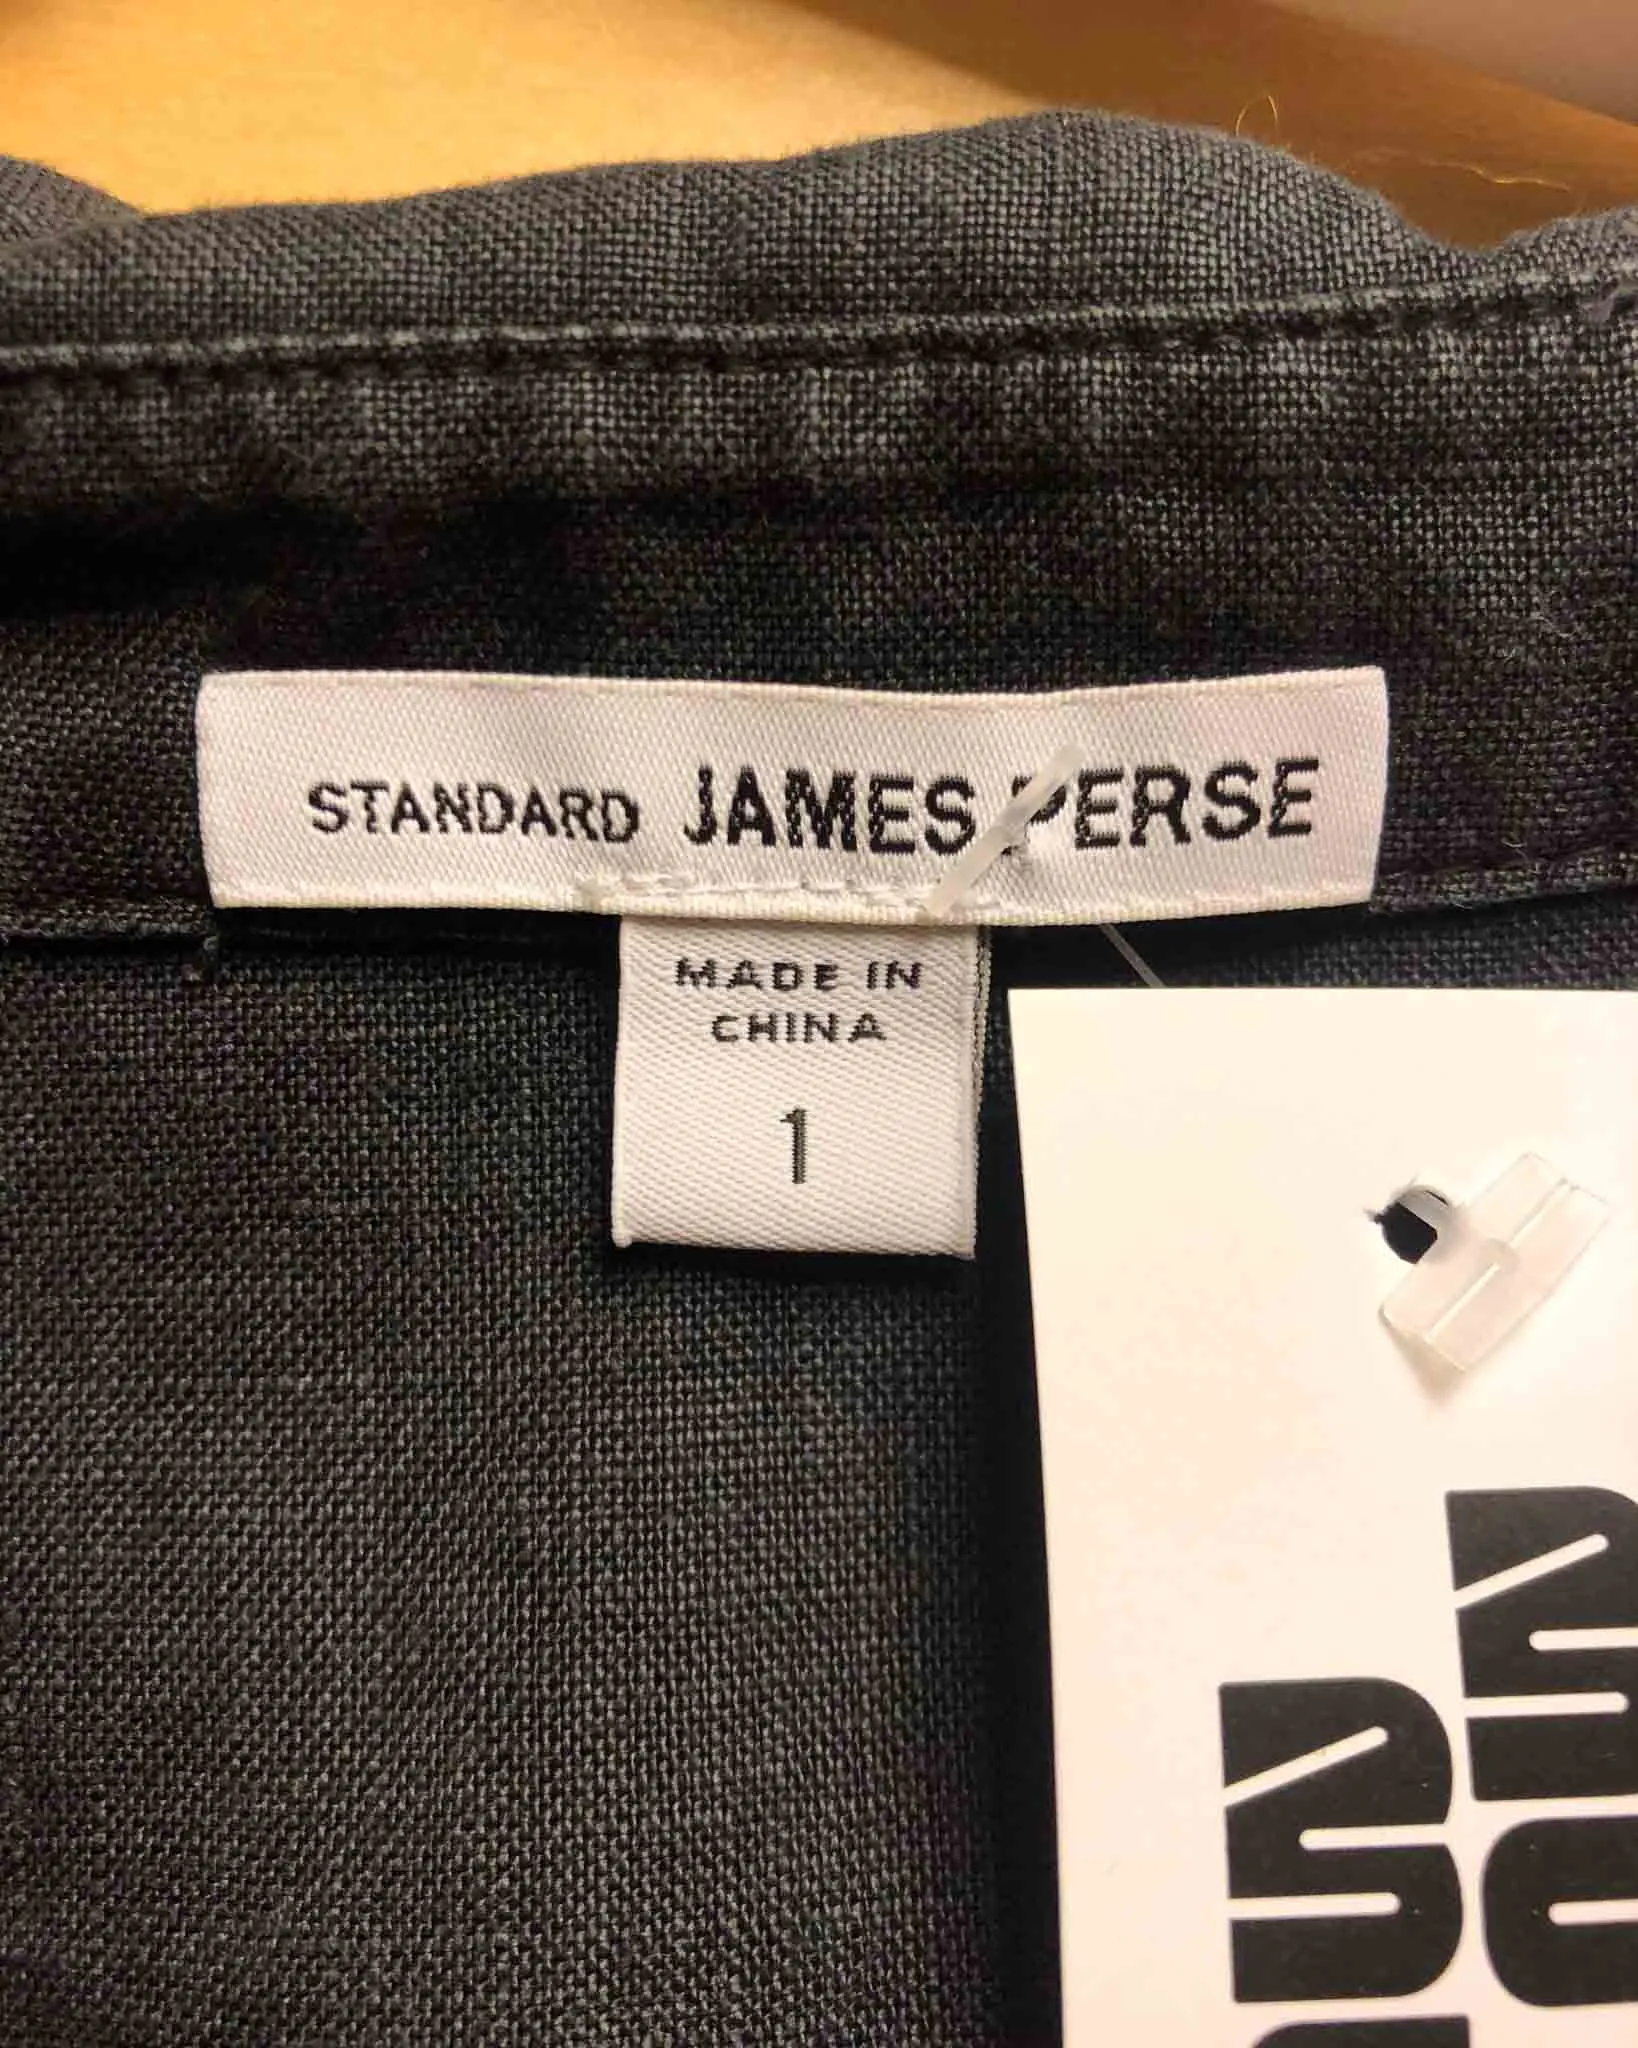 STANDARD JAMES PERSE
MADE IN
CHINA
1